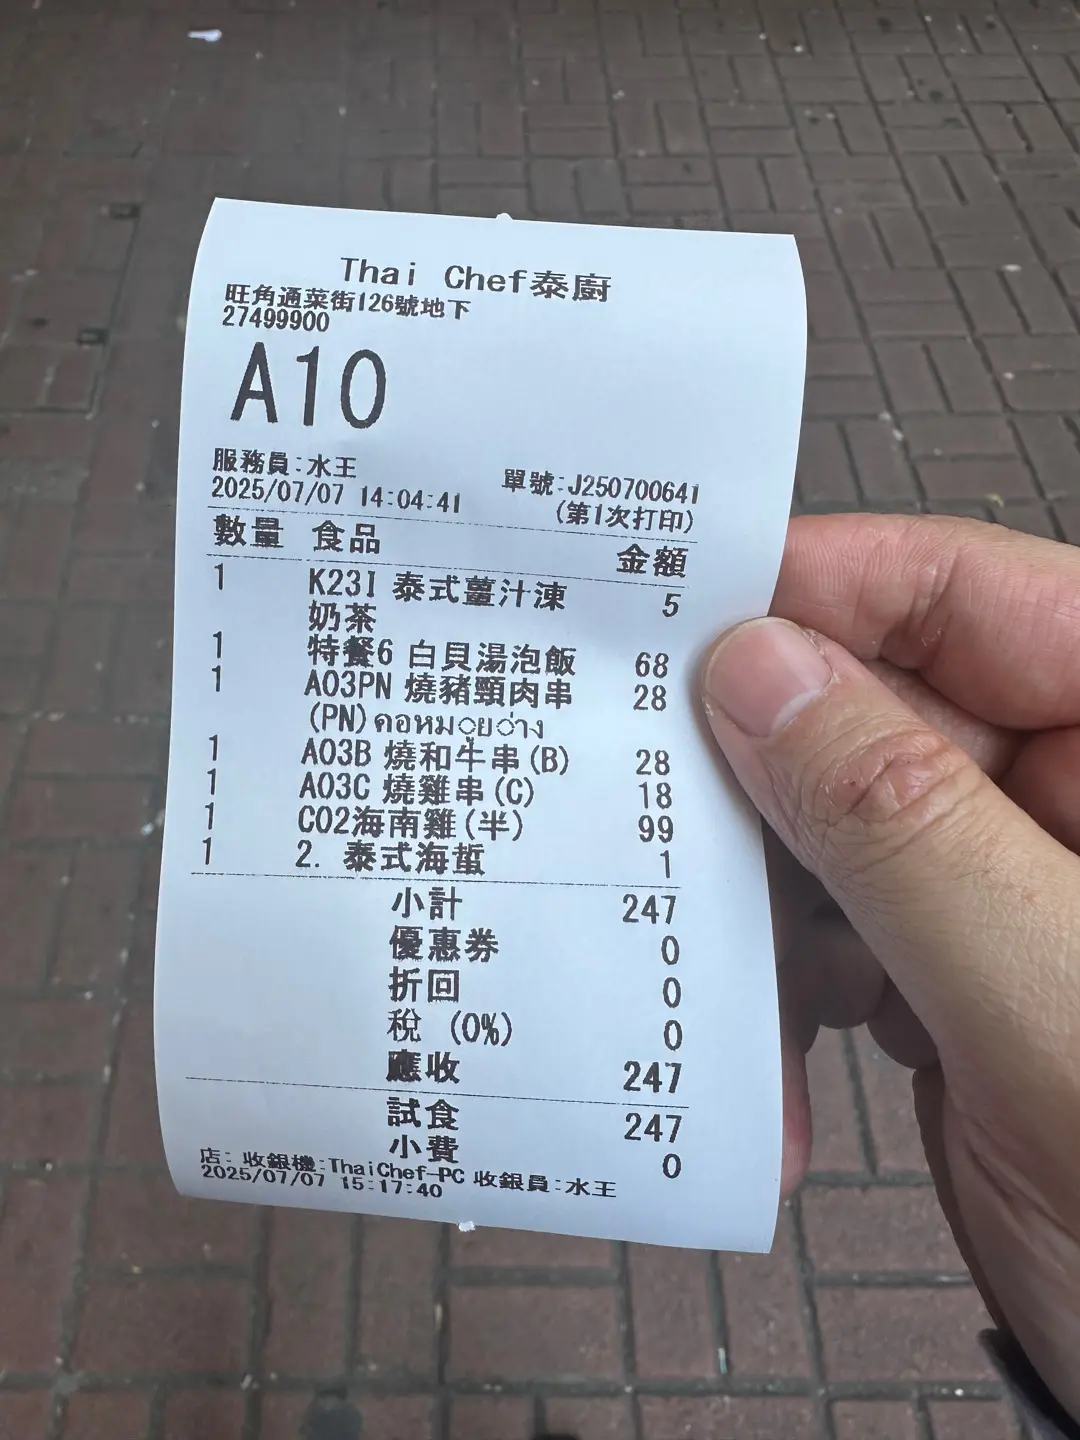 Thai Chef泰廚
旺角通菜街126號地下
27499900
A10
服務員:水王
單號:J250700641
2025/07/07 14:04:41
(第1次打印)
數量 食品 金額
1 K23I 泰式薑汁凍 5
奶茶
1 特餐6 白貝湯泡飯 68
1 A03PN 燒豬頸肉串 28
(PN)คอหมูย่าง
1 A03B 燒和牛串(B) 28
1 A03C 燒雞串(C) 18
1 C02海南雞(半) 99
1 2. 泰式海蜇 1
小計 247
優惠券 0
折回 0
稅 (0%) 0
應收 247
試食 247
小費 0
店: 收銀機:ThaiChef-PC 收銀員:水王
2025/07/07 15:17:40